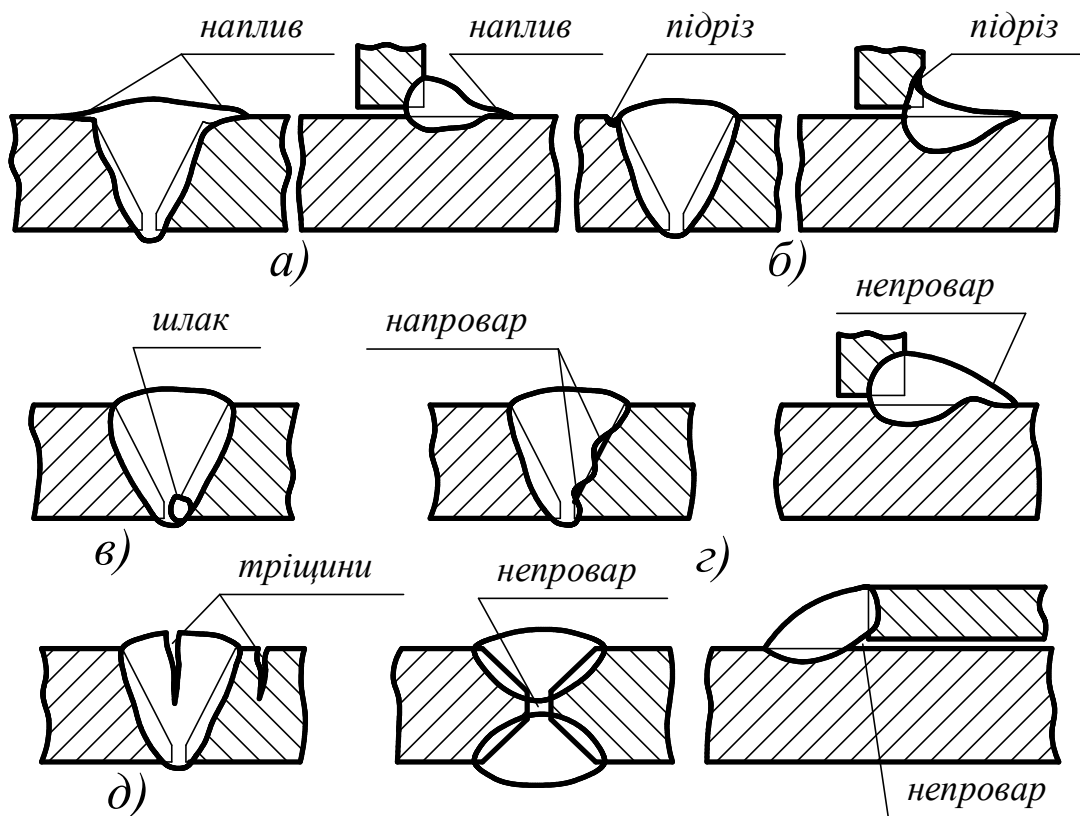 наплив наплив підріз підріз
а) б)
непровар
шлак напровар
в) г)
тріщини непровар
д) непровар